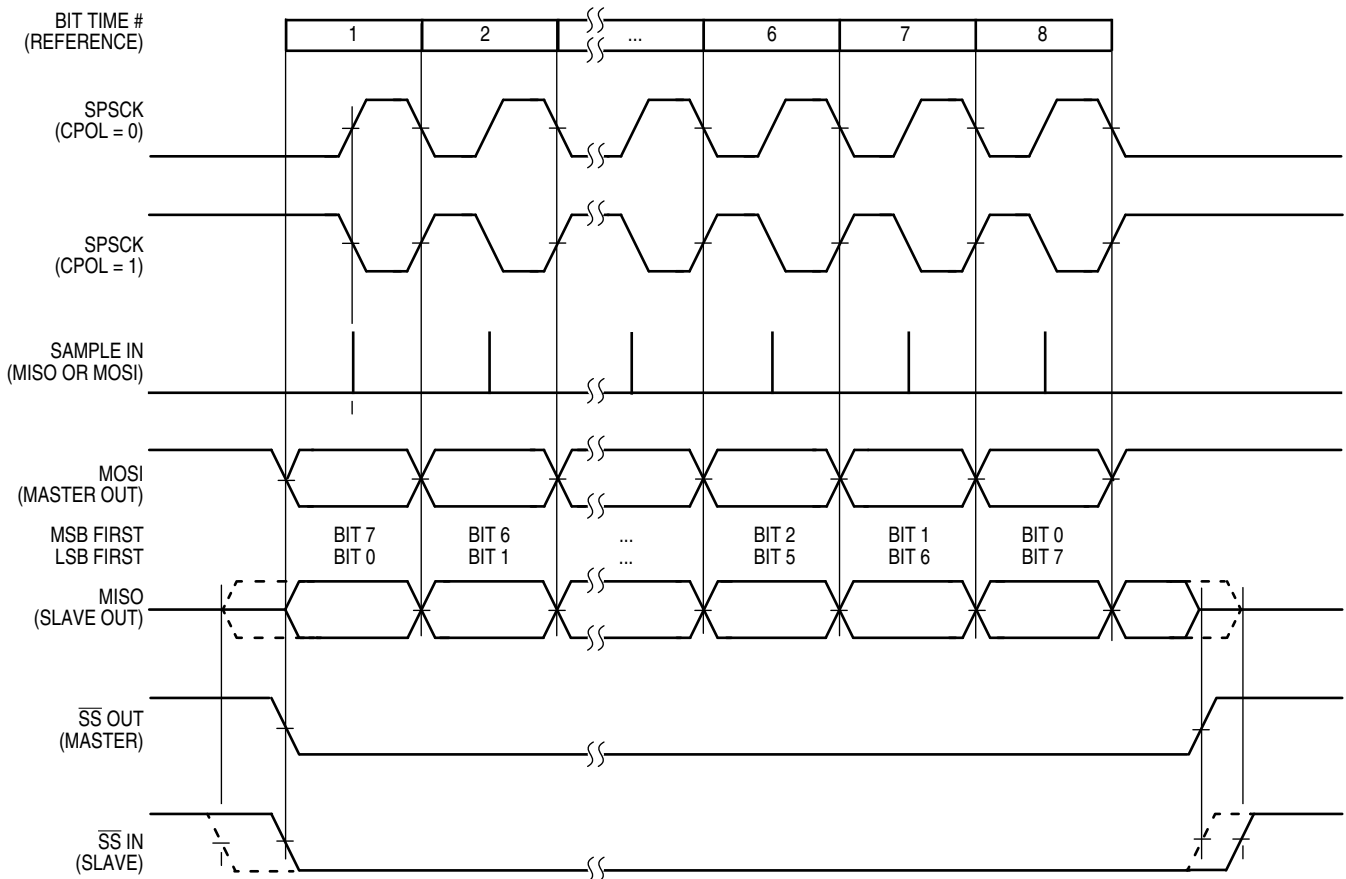 BIT TIME #
(REFERENCE)
1 2 ... 6 7 8
SPSCK
(CPOL = 0)
SPSCK
(CPOL = 1)
SAMPLE IN
(MISO OR MOSI)
MOSI
(MASTER OUT)
MSB FIRST BIT 7 BIT 6 ... BIT 2 BIT 1 BIT 0
LSB FIRST BIT 0 BIT 1 ... BIT 5 BIT 6 BIT 7
MISO
(SLAVE OUT)
S̅S̅ OUT
(MASTER)
S̅S̅ IN
(SLAVE)